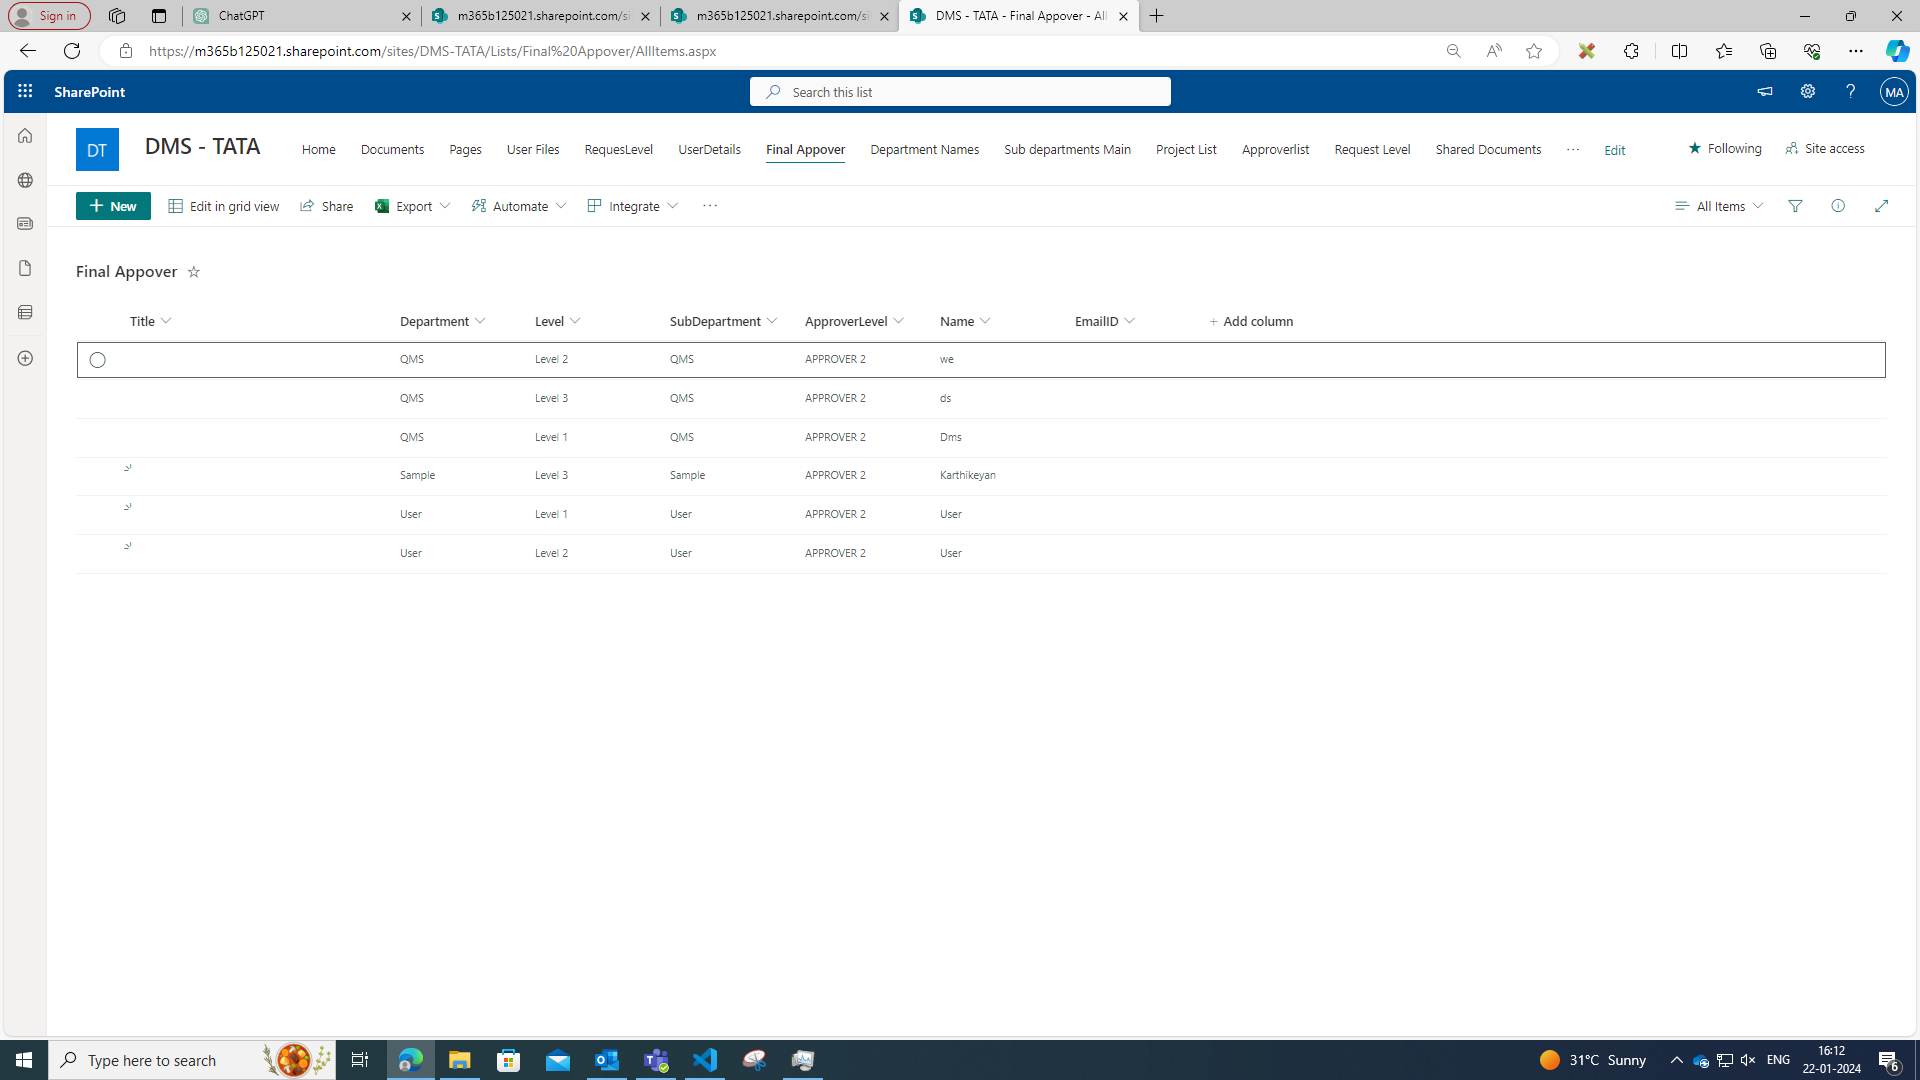 Sign in
ChatGPT
m365b125021.sharepoint.com/si
m365b125021.sharepoint.com/si
DMS - TATA - Final Appover - All
https://m365b125021.sharepoint.com/sites/DMS-TATA/Lists/Final%20Appover/AllItems.aspx
SharePoint
Search this list
MA
DT
DMS - TATA
Home Documents Pages User Files RequesLevel UserDetails Final Appover Department Names Sub departments Main Project List Approverlist Request Level Shared Documents ··· Edit
Following Site access
New Edit in grid view Share Export Automate Integrate ··· All Items
Final Appover
Title Department Level SubDepartment ApproverLevel Name EmailID + Add column
QMS Level 2 QMS APPROVER 2 we
QMS Level 3 QMS APPROVER 2 ds
QMS Level 1 QMS APPROVER 2 Dms
Sample Level 3 Sample APPROVER 2 Karthikeyan
User Level 1 User APPROVER 2 User
User Level 2 User APPROVER 2 User
Type here to search
31°C Sunny
ENG
16:12
22-01-2024
6